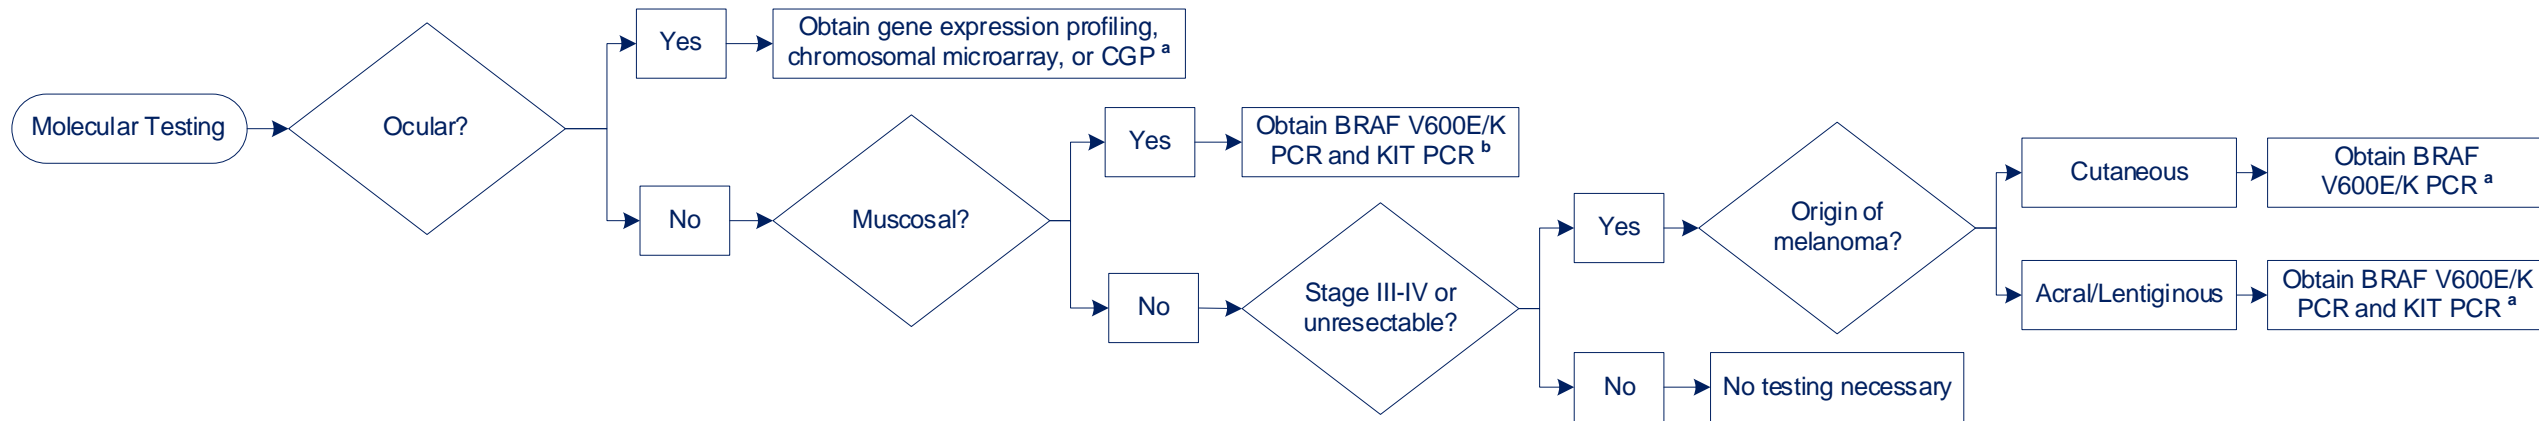 Molecular Testing
Ocular?
Yes
Obtain gene expression profiling,
chromosomal microarray, or CGP a
No
Muscosal?
Yes
Obtain BRAF V600E/K
PCR and KIT PCR b
No
Stage III-IV or
unresectable?
Yes
Origin of
melanoma?
Cutaneous
Obtain BRAF
V600E/K PCR a
Acral/Lentiginous
Obtain BRAF V600E/K
PCR and KIT PCR a
No
No testing necessary